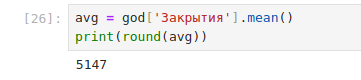 [26]: avg = god['Закрытия'].mean()
print(round(avg))
5147